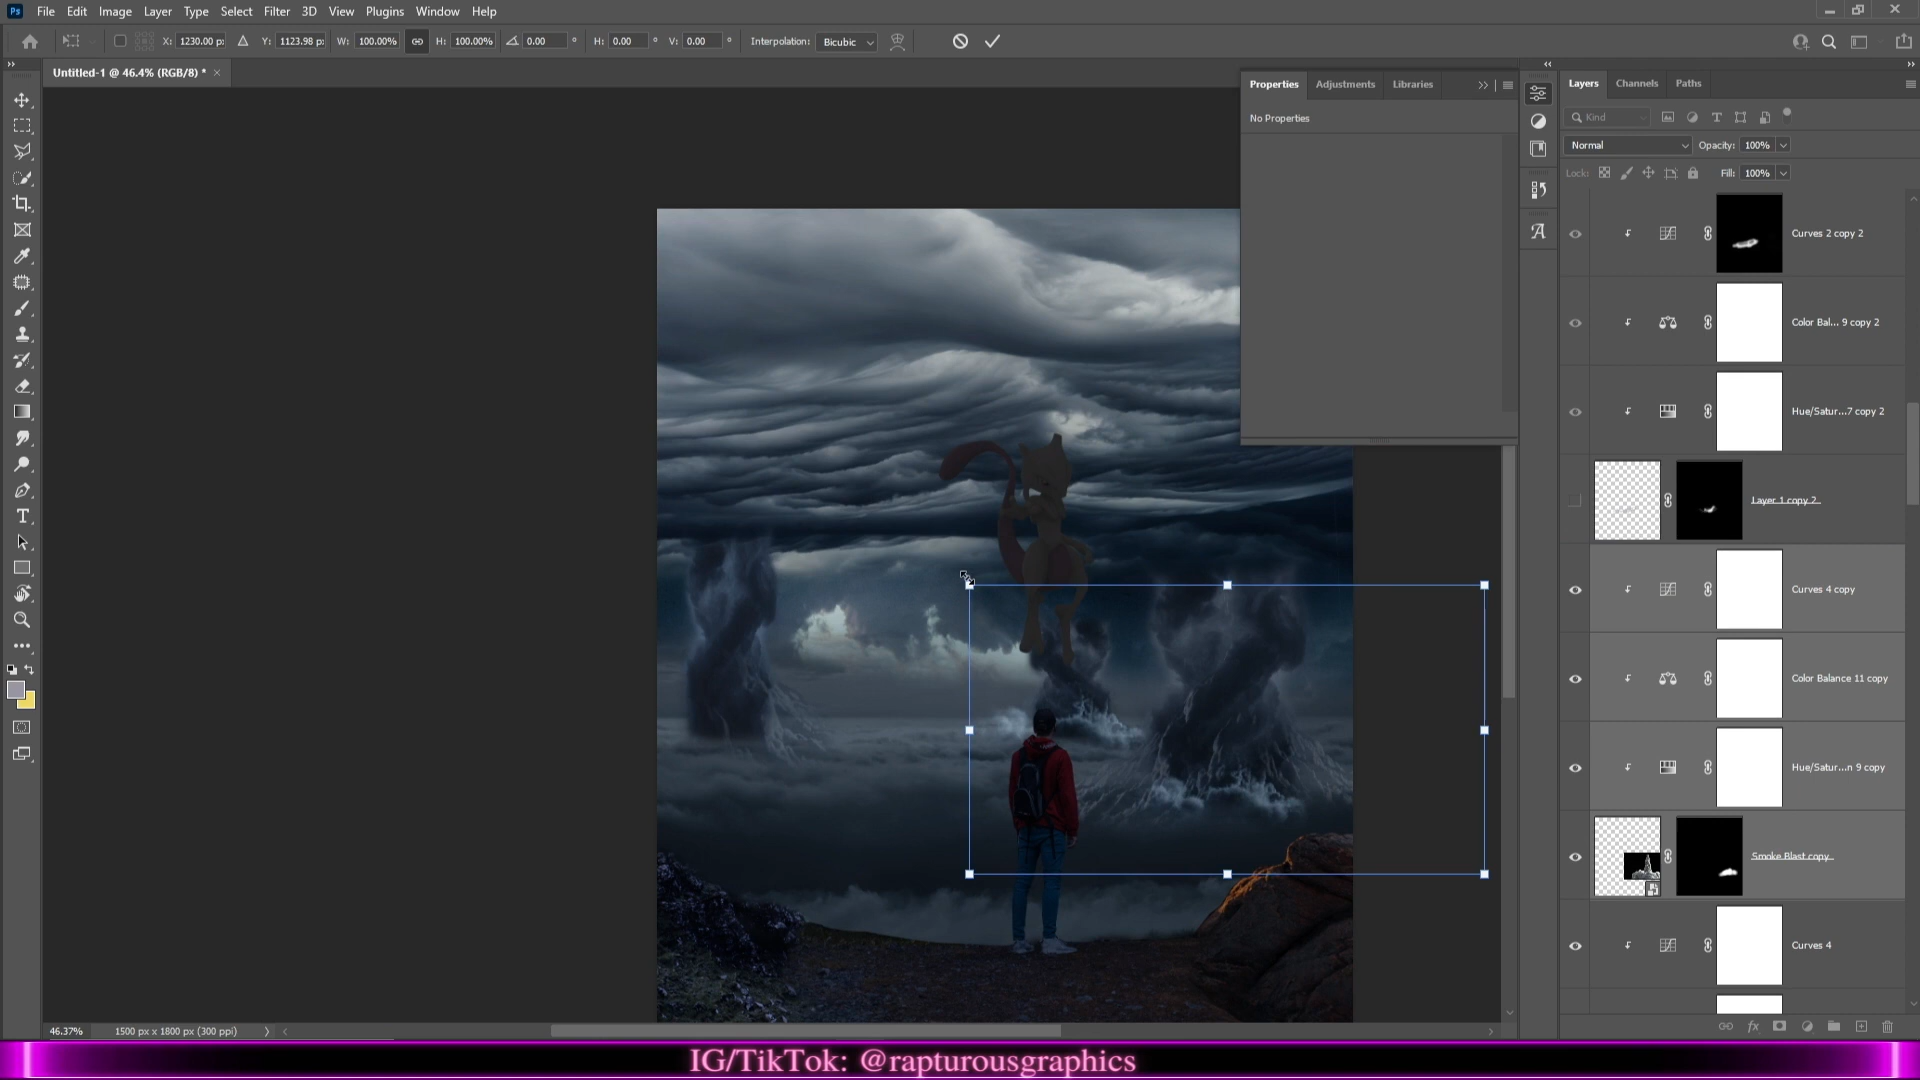 Ps File Edit Image Layer Type Select Filter 3D View Plugins Window Help
X: 1230.00 p: Y: 1123.98 p: W: 100.00% H: 100.00% 0.00 ° H: 0.00 ° V: 0.00 ° Interpolation: Bicubic
Untitled-1 @ 46.4% (RGB/8) * ×
Properties Adjustments Libraries
No Properties
Layers Channels Paths
Kind
Normal Opacity: 100%
Lock: Fill: 100%
Curves 2 copy 2
Color Bal... 9 copy 2
Hue/Satur...7 copy 2
Layer 1 copy 2
Curves 4 copy
Color Balance 11 copy
Hue/Satur...n 9 copy
Smoke Blast copy
Curves 4
46.37% 1500 px x 1800 px (300 ppi)
IG/TikTok: @rapturousgraphics